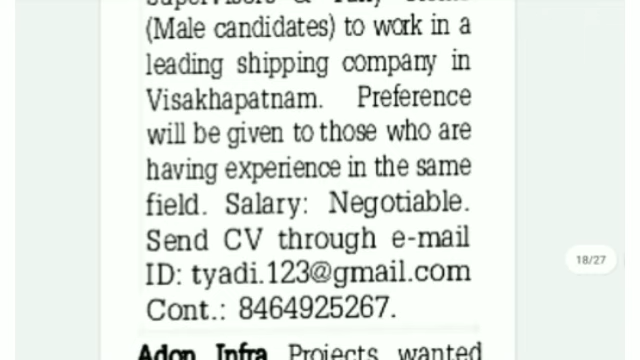 (Male candidates) to work in a
leading shipping company in
Visakhapatnam. Preference
will be given to those who are
having experience in the same
field. Salary: Negotiable.
Send CV through e-mail
ID: tyadi.123@gmail.com
Cont.: 8464925267.
Adon Infra Projects wanted
18/27